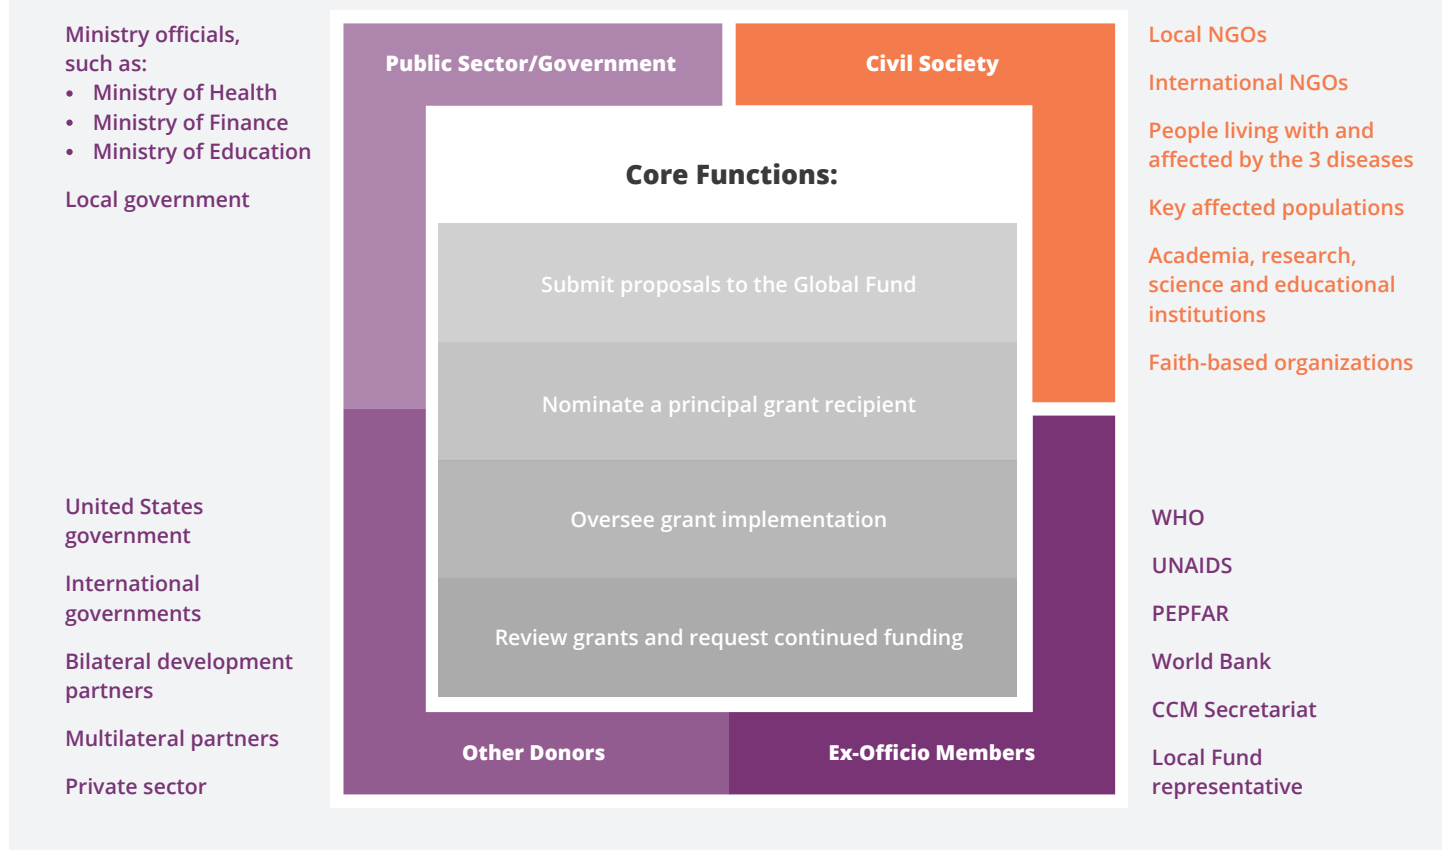 Ministry officials,
such as:
• Ministry of Health
• Ministry of Finance
• Ministry of Education
Local government
Public Sector/Government
Civil Society
Local NGOs
International NGOs
People living with and
affected by the 3 diseases
Key affected populations
Academia, research,
science and educational
institutions
Faith-based organizations
Core Functions:
Submit proposals to the Global Fund
Nominate a principal grant recipient
Oversee grant implementation
Review grants and request continued funding
United States
government
International
governments
Bilateral development
partners
Multilateral partners
Private sector
Other Donors
Ex-Officio Members
WHO
UNAIDS
PEPFAR
World Bank
CCM Secretariat
Local Fund
representative